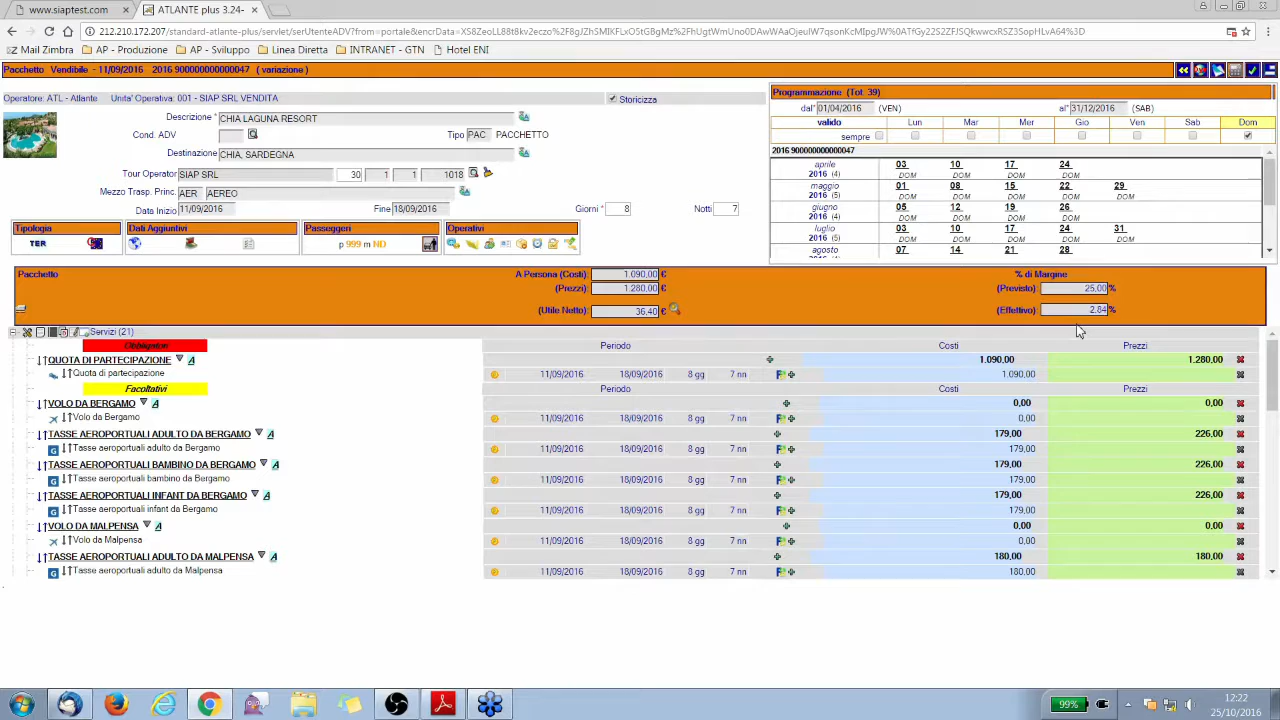 www.siaptest.com
ATLANTE plus 3.24-
Mail Zimbra
AP - Produzione
AP - Sviluppo
Linea Diretta
INTRANET - GTN
Hotel ENI
Pacchetto Vendibile - 11/09/2016 2016 900000000000047 ( variazione )
Operatore: ATL - Atlante Unita' Operativa: 001 - SIAP SRL VENDITA
Storicizza
Descrizione * CHIA LAGUNA RESORT
Cond. ADV
Tipo PAC PACCHETTO
Destinazione CHIA, SARDEGNA
Tour Operator SIAP SRL 30 1 1 1018
Mezzo Trasp. Princ. AER AEREO
Data Inizio 11/09/2016 Fine 18/09/2016 Giorni * 8 Notti 7
Tipologia
Dati Aggiuntivi
Passeggeri
Operativi
TER
p 999 m ND
Programmazione (Tot 39)
dal* 01/04/2016 (VEN) al* 31/12/2016 (SAB)
valido Lun Mar Mer Gio Ven Sab Dom
sempre
2016 900000000000047
aprile 03 10 17 24
2016 (4) DOM DOM DOM DOM
maggio 01 08 15 22 29
2016 (5) DOM DOM DOM DOM DOM
giugno 05 12 19 26
2016 (4) DOM DOM DOM DOM
luglio 03 10 17 24 31
2016 (5) DOM DOM DOM DOM DOM
agosto 07 14 21 28
Pacchetto
A Persona (Costi) 1.090,00 €
% di Margine
(Prezzi) 1.280,00 €
(Previsto) 25,00 %
(Utile Netto) 36,40 €
(Effettivo) 2.84 %
Servizi (21)
Obbligatori Periodo Costi Prezzi
QUOTA DI PARTECIPAZIONE 1.090,00 1.280,00
Quota di partecipazione 11/09/2016 18/09/2016 8 gg 7 nn 1.090,00
Facoltativi Periodo Costi Prezzi
VOLO DA BERGAMO A 0,00 0,00
Volo da Bergamo 11/09/2016 18/09/2016 8 gg 7 nn 0,00
TASSE AEROPORTUALI ADULTO DA BERGAMO A 179,00 226,00
Tasse aeroportuali adulto da Bergamo 11/09/2016 18/09/2016 8 gg 7 nn 179,00
TASSE AEROPORTUALI BAMBINO DA BERGAMO A 179,00 226,00
Tasse aeroportuali bambino da Bergamo 11/09/2016 18/09/2016 8 gg 7 nn 179,00
TASSE AEROPORTUALI INFANT DA BERGAMO A 179,00 226,00
Tasse aeroportuali infant da Bergamo 11/09/2016 18/09/2016 8 gg 7 nn 179,00
VOLO DA MALPENSA A 0,00 0,00
Volo da Malpensa 11/09/2016 18/09/2016 8 gg 7 nn 0,00
TASSE AEROPORTUALI ADULTO DA MALPENSA A 180,00 180,00
Tasse aeroportuali adulto da Malpensa 11/09/2016 18/09/2016 8 gg 7 nn 180,00
99%
12:22
25/10/2016